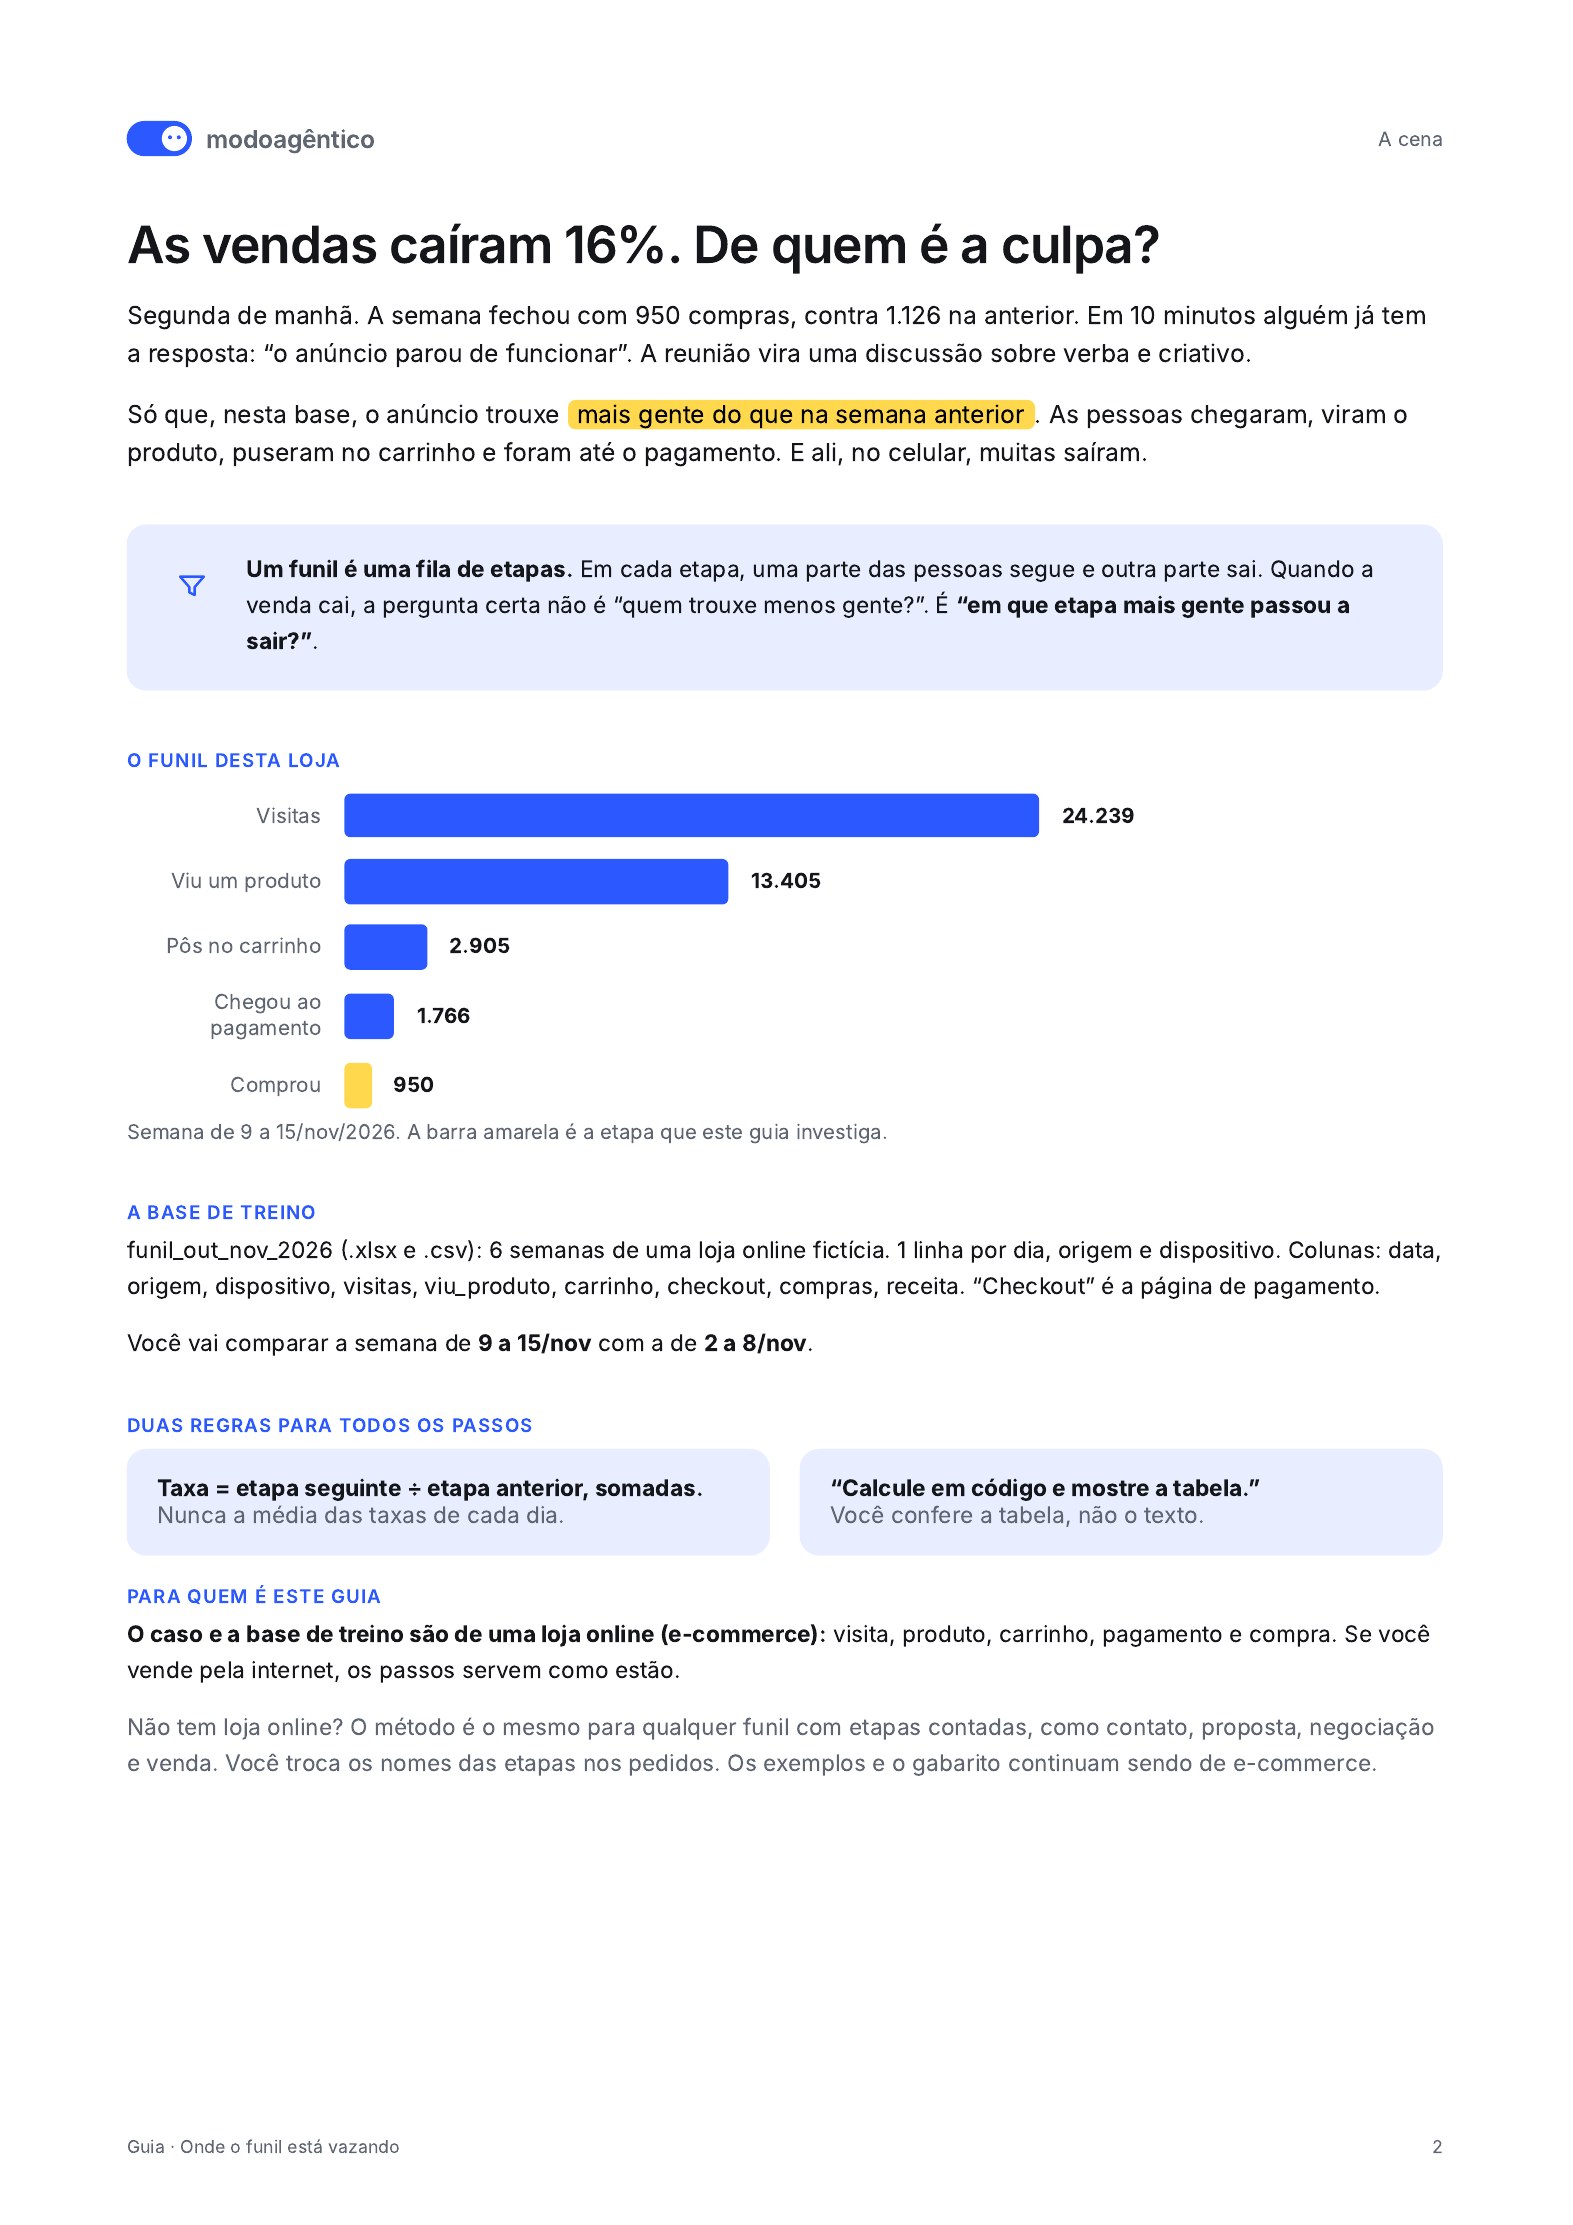 modoagêntico
A cena
As vendas caíram 16%. De quem é a culpa?
Segunda de manhã. A semana fechou com 950 compras, contra 1.126 na anterior. Em 10 minutos alguém já tem
a resposta: “o anúncio parou de funcionar”. A reunião vira uma discussão sobre verba e criativo.
Só que, nesta base, o anúncio trouxe mais gente do que na semana anterior. As pessoas chegaram, viram o
produto, puseram no carrinho e foram até o pagamento. E ali, no celular, muitas saíram.
Um funil é uma fila de etapas. Em cada etapa, uma parte das pessoas segue e outra parte sai. Quando a
venda cai, a pergunta certa não é “quem trouxe menos gente?”. É “em que etapa mais gente passou a
sair?”.
O FUNIL DESTA LOJA
Visitas 24.239
Viu um produto 13.405
Pôs no carrinho 2.905
Chegou ao
pagamento 1.766
Comprou 950
Semana de 9 a 15/nov/2026. A barra amarela é a etapa que este guia investiga.
A BASE DE TREINO
funil_out_nov_2026 (.xlsx e .csv): 6 semanas de uma loja online fictícia. 1 linha por dia, origem e dispositivo. Colunas: data,
origem, dispositivo, visitas, viu_produto, carrinho, checkout, compras, receita. “Checkout” é a página de pagamento.
Você vai comparar a semana de 9 a 15/nov com a de 2 a 8/nov.
DUAS REGRAS PARA TODOS OS PASSOS
Taxa = etapa seguinte ÷ etapa anterior, somadas.
Nunca a média das taxas de cada dia.
“Calcule em código e mostre a tabela.”
Você confere a tabela, não o texto.
PARA QUEM É ESTE GUIA
O caso e a base de treino são de uma loja online (e-commerce): visita, produto, carrinho, pagamento e compra. Se você
vende pela internet, os passos servem como estão.
Não tem loja online? O método é o mesmo para qualquer funil com etapas contadas, como contato, proposta, negociação
e venda. Você troca os nomes das etapas nos pedidos. Os exemplos e o gabarito continuam sendo de e-commerce.
Guia · Onde o funil está vazando
2